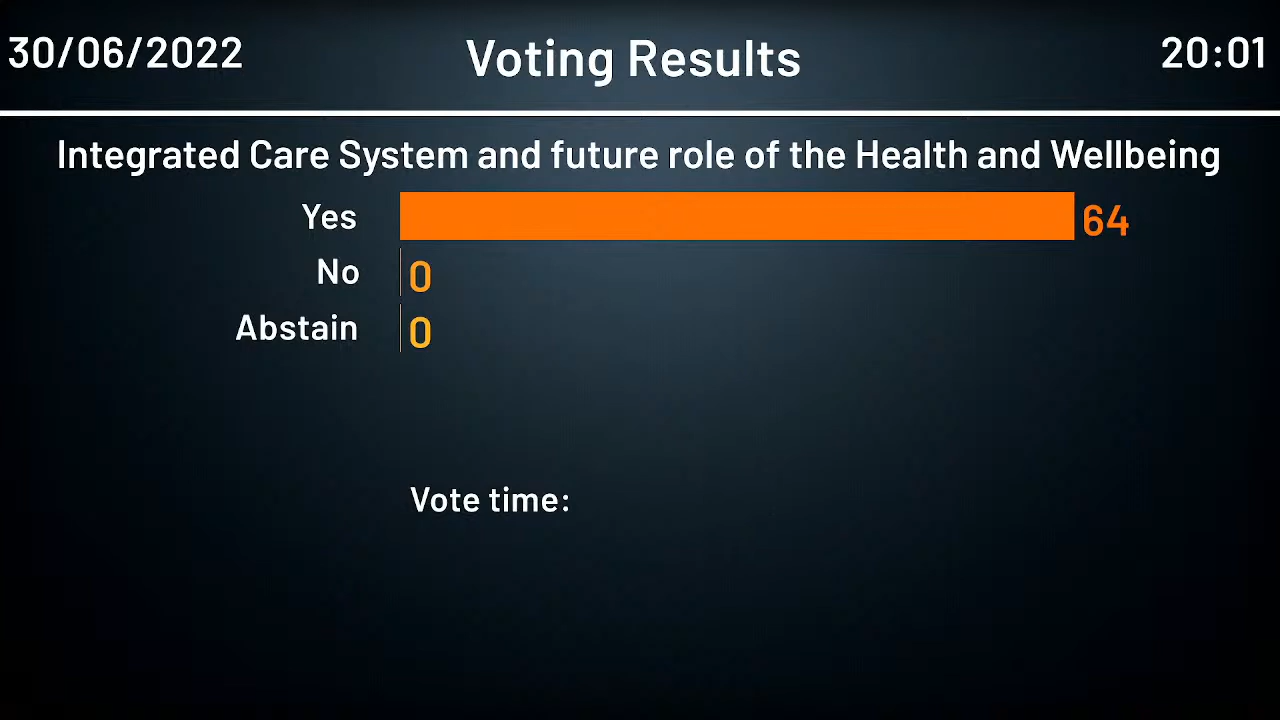 30/06/2022 Voting Results 20:01
Integrated Care System and future role of the Health and Wellbeing
Yes 64
No 0
Abstain 0
Vote time: